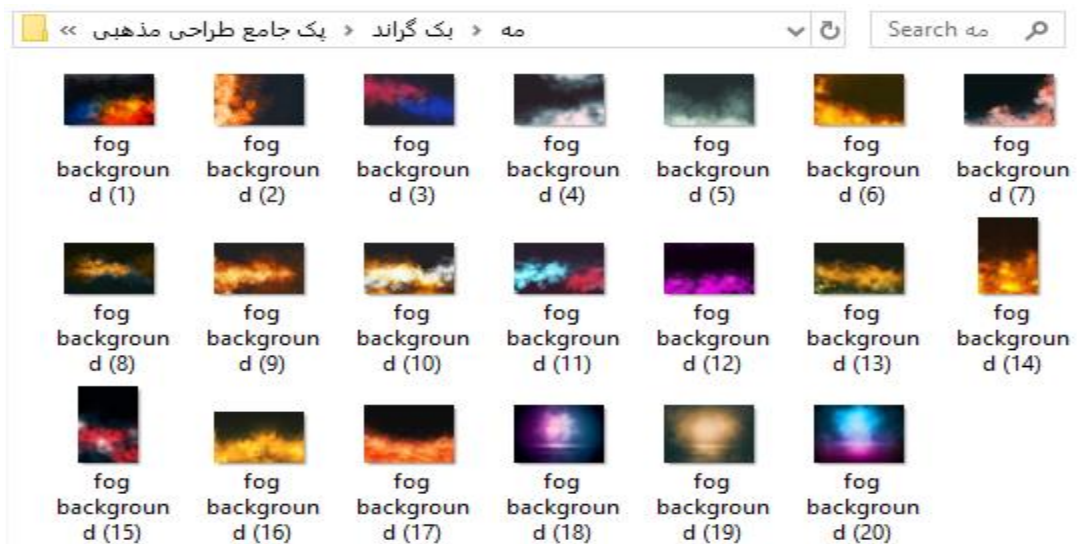 « پک جامع طراحی مذهبی › بک گراند › مه
Search مه
fog
backgroun
d (1)
fog
backgroun
d (2)
fog
backgroun
d (3)
fog
backgroun
d (4)
fog
backgroun
d (5)
fog
backgroun
d (6)
fog
backgroun
d (7)
fog
backgroun
d (8)
fog
backgroun
d (9)
fog
backgroun
d (10)
fog
backgroun
d (11)
fog
backgroun
d (12)
fog
backgroun
d (13)
fog
backgroun
d (14)
fog
backgroun
d (15)
fog
backgroun
d (16)
fog
backgroun
d (17)
fog
backgroun
d (18)
fog
backgroun
d (19)
fog
backgroun
d (20)